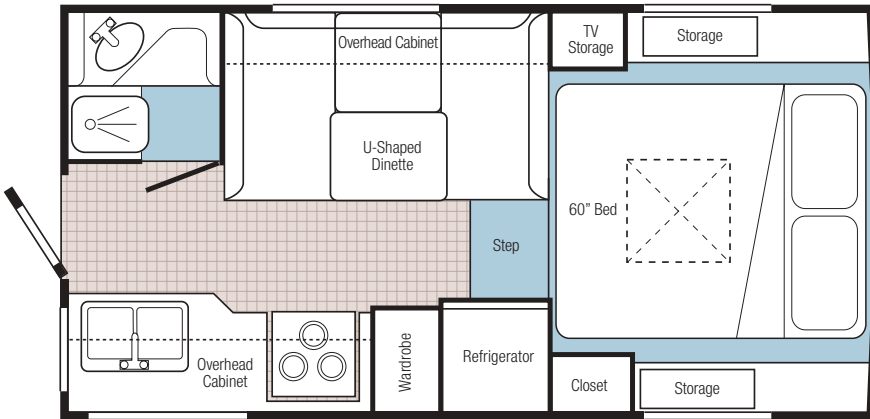 Overhead Cabinet
TV
Storage
Storage
U-Shaped
Dinette
60” Bed
Step
Overhead
Cabinet
Wardrobe
Refrigerator
Closet
Storage